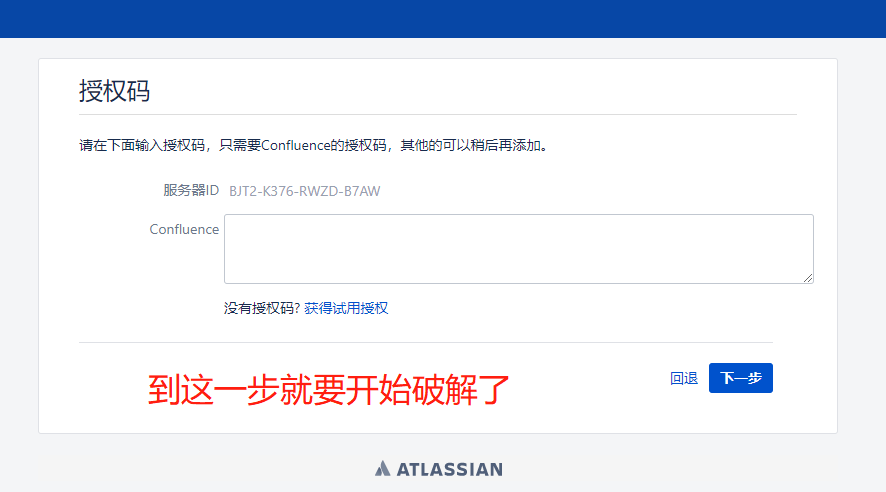 授权码
请在下面输入授权码，只需要Confluence的授权码，其他的可以稍后再添加。
服务器ID BJT2-K376-RWZD-B7AW
Confluence
没有授权码? 获得试用授权
到这一步就要开始破解了
回退 下一步
ATLASSIAN